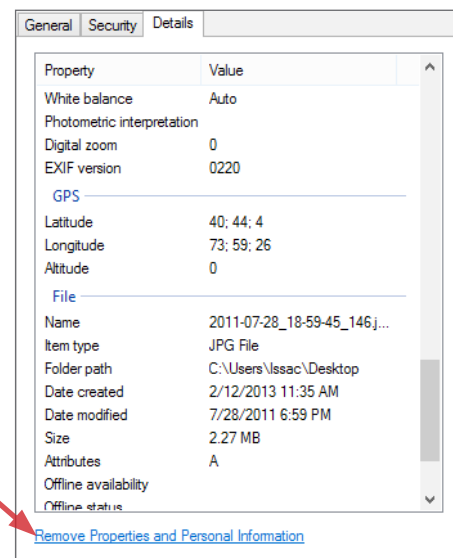 General Security Details
Property Value
White balance Auto
Photometric interpretation
Digital zoom 0
EXIF version 0220
GPS
Latitude 40; 44; 4
Longitude 73; 59; 26
Altitude 0
File
Name 2011-07-28_18-59-45_146.j...
Item type JPG File
Folder path C:\Users\Issac\Desktop
Date created 2/12/2013 11:35 AM
Date modified 7/28/2011 6:59 PM
Size 2.27 MB
Attributes A
Offline availability
Offline status
Remove Properties and Personal Information